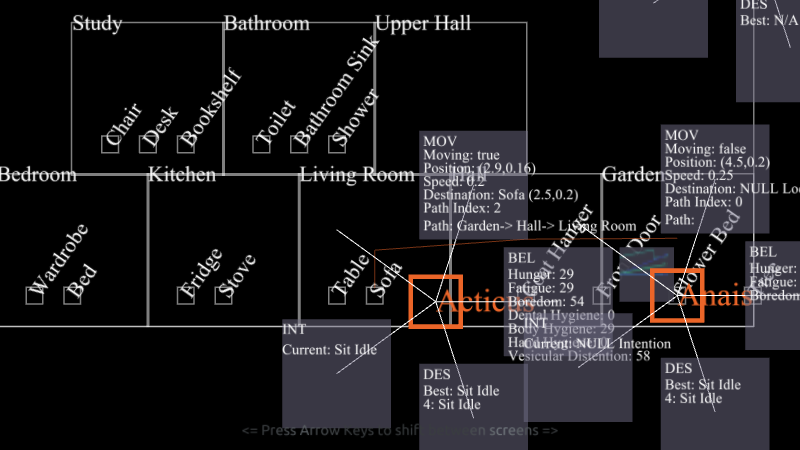 Study
Bathroom
Upper Hall
DES
Best: N/A
Chair
Desk
Bookshelf
Toilet
Bathroom Sink
Shower
Bedroom
Kitchen
Living Room
Garden
MOV
Moving: true
Position: (2.9,0.16)
Speed: 0.2
Destination: Sofa (2.5,0.2)
Path Index: 2
Path: Garden-> Hall-> Living Room
MOV
Moving: false
Position: (4.5,0.2)
Speed: 0.25
Destination: NULL Lo
Path Index: 0
Path:
Wardrobe
Bed
Fridge
Stove
Table
Sofa
Hanger
Door
Flower Bed
BEL
Hunger: 29
Fatigue: 29
Boredom: 54
Dental Hygiene: 0
Body Hygiene: 29
Vesicular Distention: 58
BEL
Hunger:
Fatigue:
Boredom
Anais
INT
Current: Sit Idle
INT
Current: NULL Intention
DES
Best: Sit Idle
4: Sit Idle
DES
Best: Sit Idle
4: Sit Idle
<= Press Arrow Keys to shift between screens =>